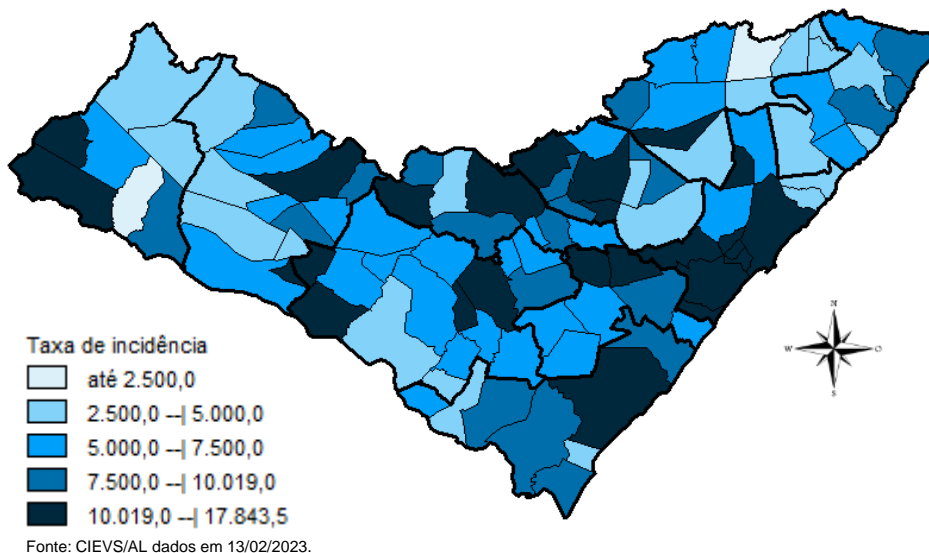 N
W
O
S
Taxa de incidência
até 2.500,0
2.500,0 --| 5.000,0
5.000,0 --| 7.500,0
7.500,0 --| 10.019,0
10.019,0 --| 17.843,5
Fonte: CIEVS/AL dados em 13/02/2023.